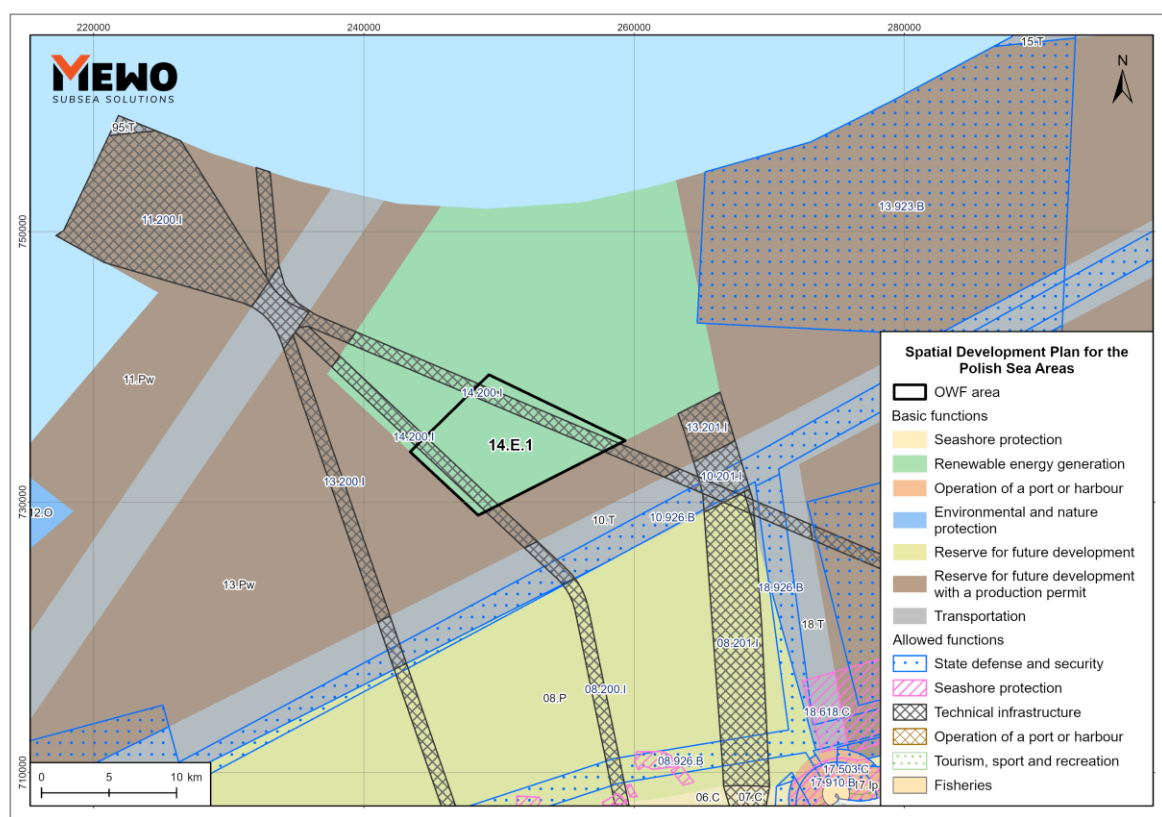 220000
240000
260000
280000
MEWO
SUBSEA SOLUTIONS
N
15.T
95.T
750000
750000
11.200.I
13.923.B
11.Pw
14.200.I
14.200.I
14.E.1
13.201.I
10.201.I
13.200.I
730000
730000
12.O
10.T
10.926.B
13.Pw
18.926.B
18.T
08.201.I
08.P
08.200.I
18.618.C
08.926.B
17.503.C
17.910.B
17.Ip
06.C
07.C
710000
0 5 10 km
Spatial Development Plan for the
Polish Sea Areas
OWF area
Basic functions
Seashore protection
Renewable energy generation
Operation of a port or harbour
Environmental and nature
protection
Reserve for future development
Reserve for future development
with a production permit
Transportation
Allowed functions
State defense and security
Seashore protection
Technical infrastructure
Operation of a port or harbour
Tourism, sport and recreation
Fisheries